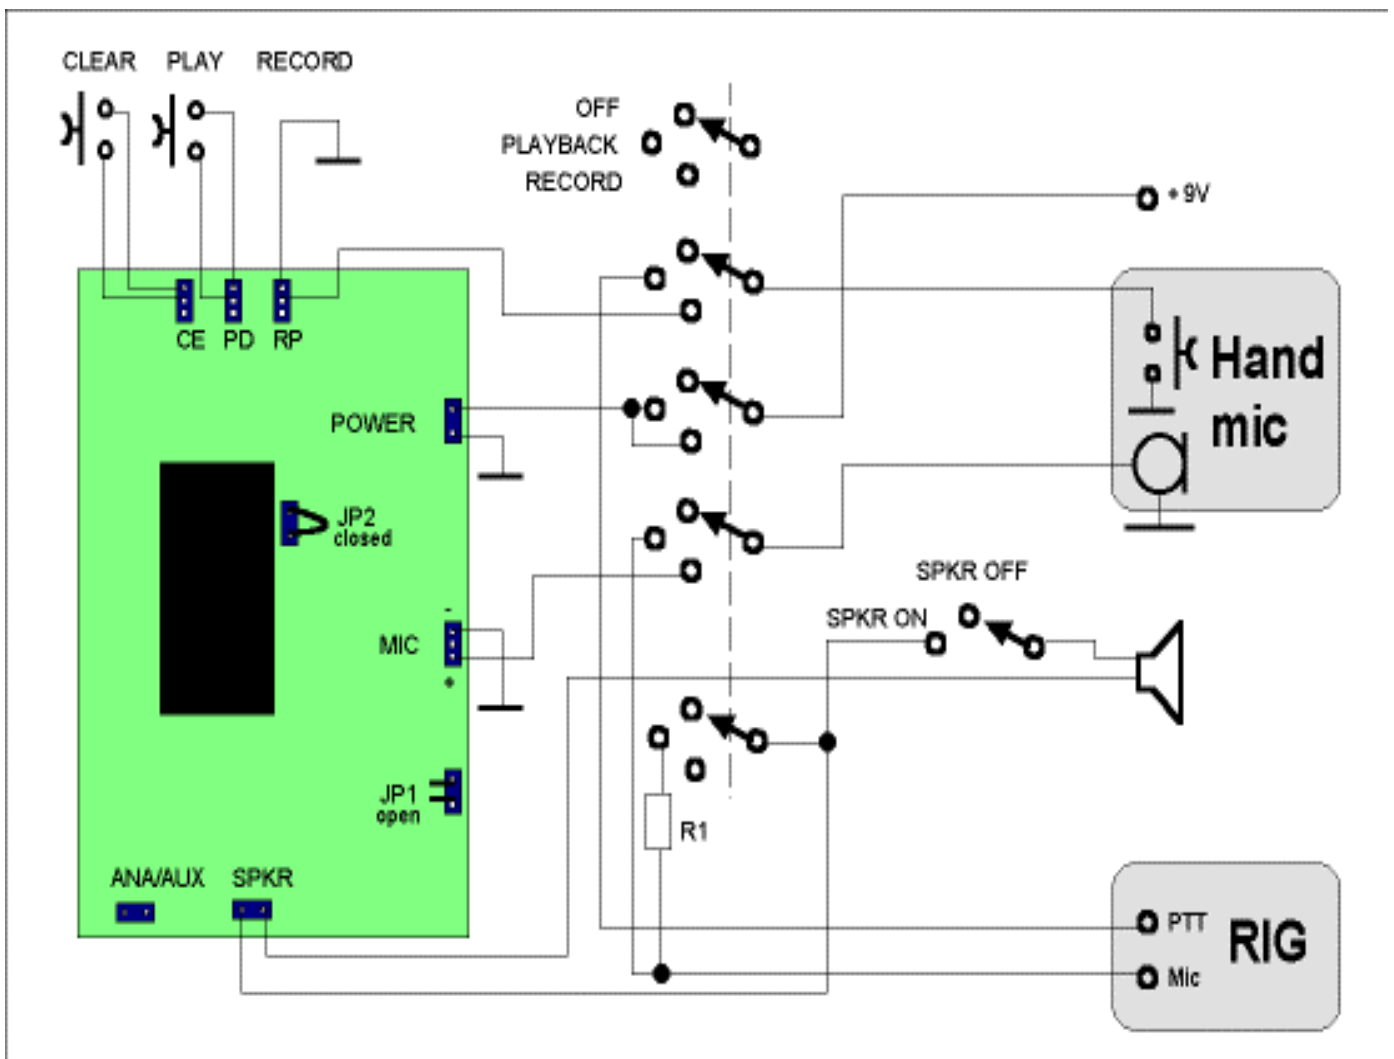 CLEAR PLAY RECORD
OFF
PLAYBACK
RECORD
+ 9V
CE PD RP
Hand
mic
POWER
JP2
closed
SPKR OFF
SPKR ON
-
MIC
+
JP1
open
R1
ANA/AUX SPKR
PTT
RIG
Mic